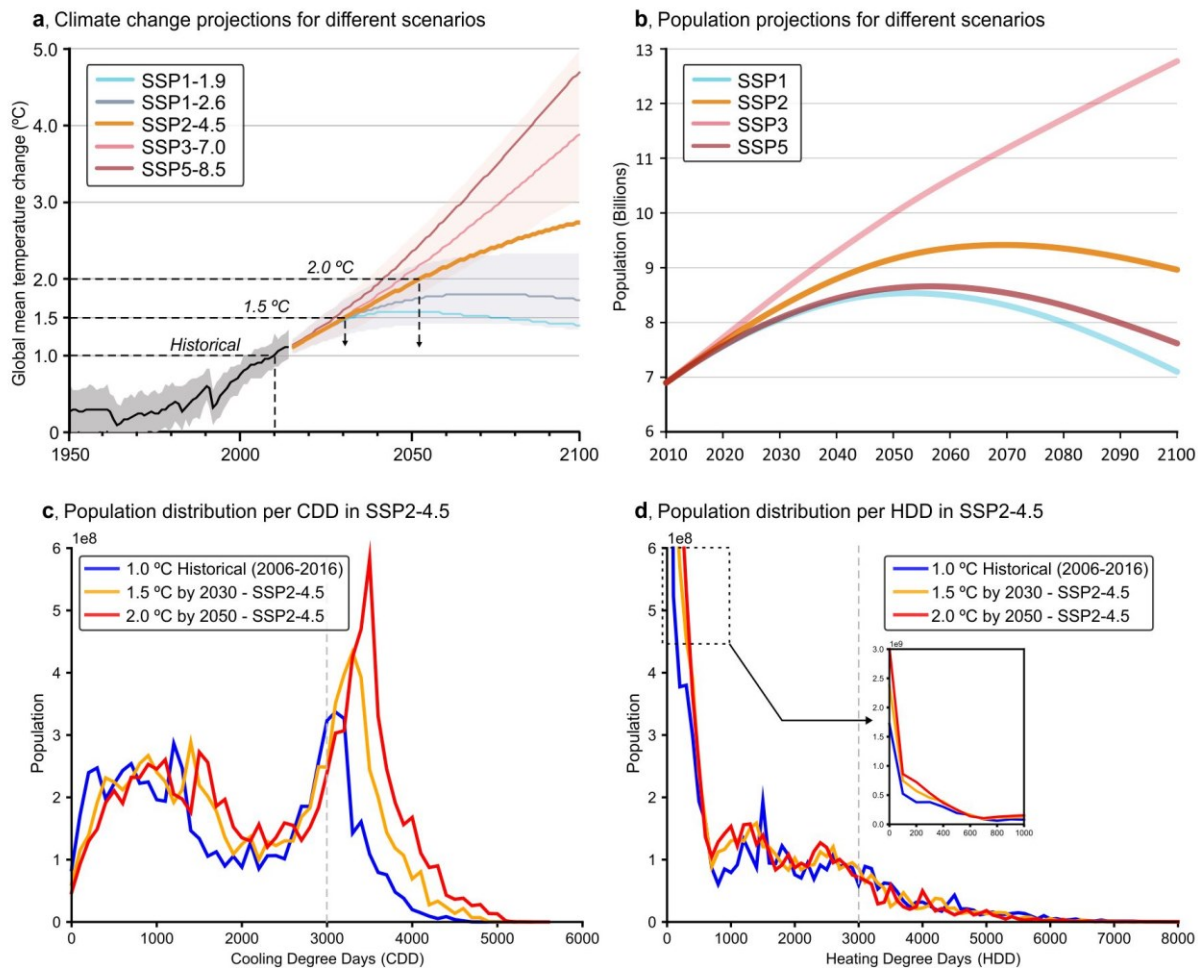 a, Climate change projections for different scenarios
5.0
4.0
3.0
2.0
1.5
1.0
0
Global mean temperature change (ºC)
SSP1-1.9
SSP1-2.6
SSP2-4.5
SSP3-7.0
SSP5-8.5
2.0 ºC
1.5 ºC
Historical
1950 2000 2050 2100
b, Population projections for different scenarios
13
12
11
10
9
8
7
6
Population (Billions)
SSP1
SSP2
SSP3
SSP5
2010 2020 2030 2040 2050 2060 2070 2080 2090 2100
c, Population distribution per CDD in SSP2-4.5
1e8
6
5
4
3
2
1
0
Population
1.0 ºC Historical (2006-2016)
1.5 ºC by 2030 - SSP2-4.5
2.0 ºC by 2050 - SSP2-4.5
0 1000 2000 3000 4000 5000 6000
Cooling Degree Days (CDD)
d, Population distribution per HDD in SSP2-4.5
1e8
6
5
4
3
2
1
0
Population
1.0 ºC Historical (2006-2016)
1.5 ºC by 2030 - SSP2-4.5
2.0 ºC by 2050 - SSP2-4.5
1e9
3.0
2.5
2.0
1.5
1.0
0.5
0.0
0 200 400 600 800 1000
0 1000 2000 3000 4000 5000 6000 7000 8000
Heating Degree Days (HDD)